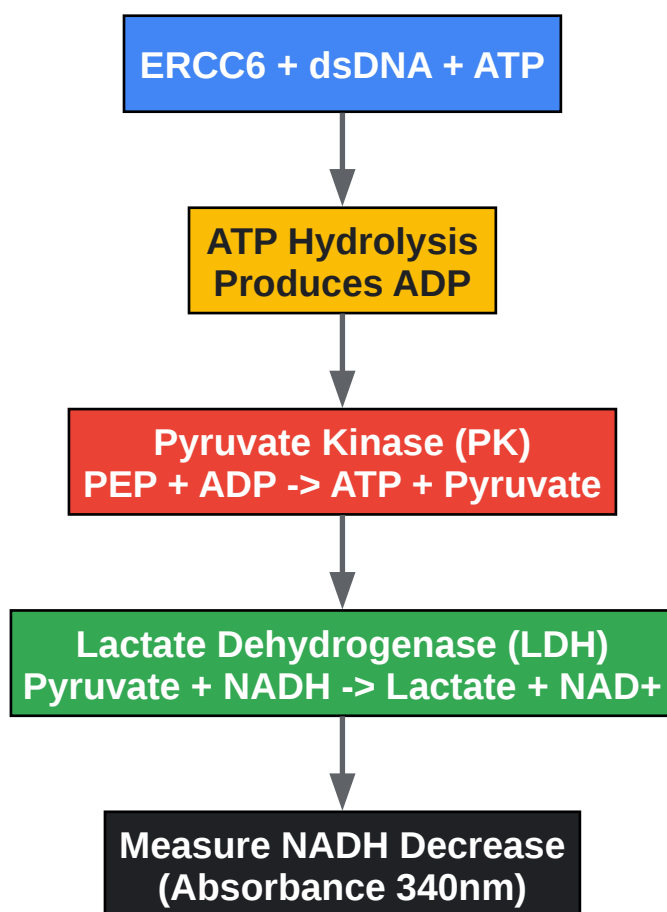 ERCC6 + dsDNA + ATP
ATP Hydrolysis
Produces ADP
Pyruvate Kinase (PK)
PEP + ADP -> ATP + Pyruvate
Lactate Dehydrogenase (LDH)
Pyruvate + NADH -> Lactate + NAD+
Measure NADH Decrease
(Absorbance 340nm)